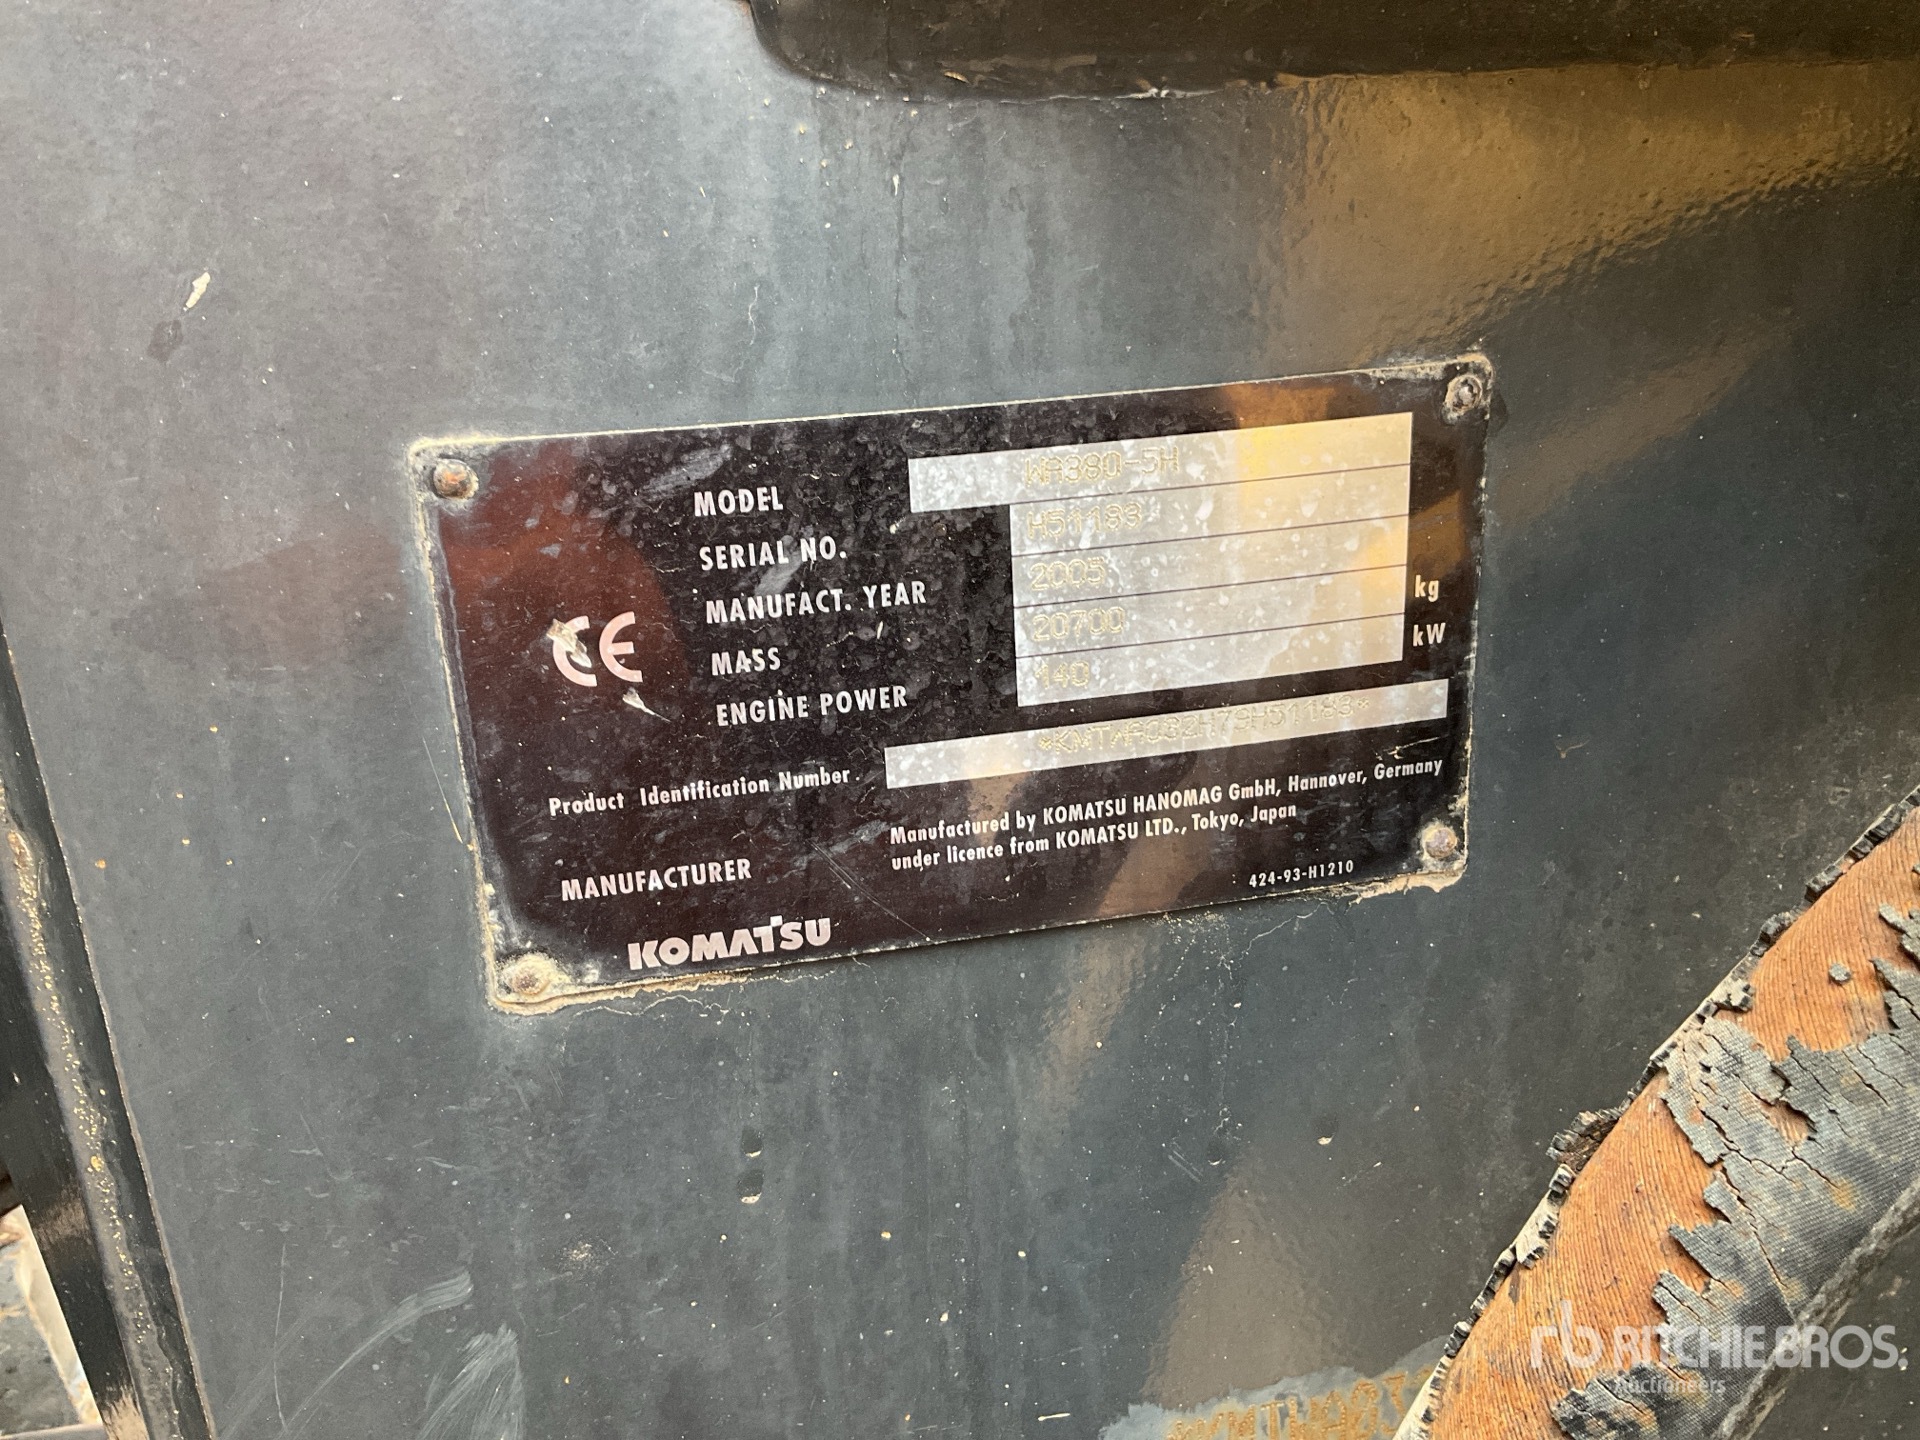 MODEL WA380-5H
SERIAL NO. H51183
MANUFACT. YEAR 2005
MASS 20700 kg
ENGINE POWER 140 kW
CE
Product Identification Number *KMTWA032H79H51183*
Manufactured by KOMATSU HANOMAG GmbH, Hannover, Germany
under licence from KOMATSU LTD., Tokyo, Japan
MANUFACTURER
424-93-H1210
KOMATSU
rb RITCHIE BROS.
Auctioneers